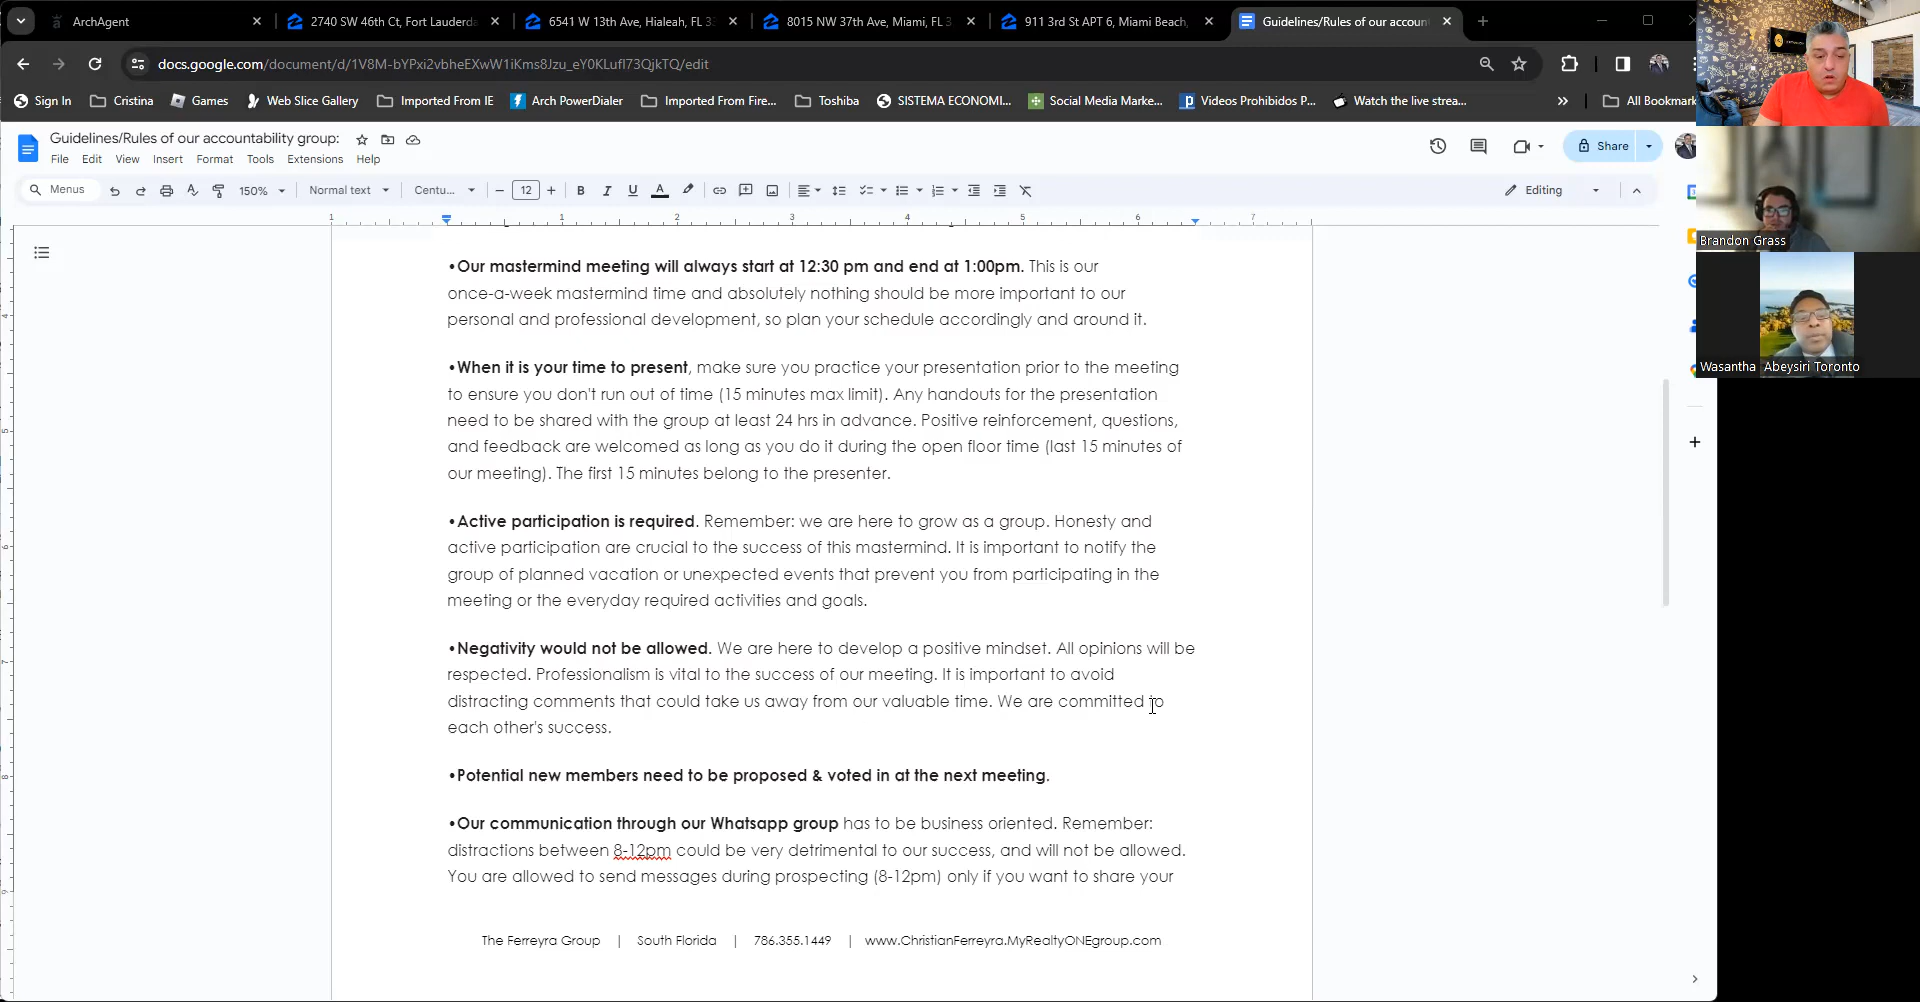 ArchAgent
2740 SW 46th Ct, Fort Lauderda
6541 W 13th Ave, Hialeah, FL 33
8015 NW 37th Ave, Miami, FL 3
911 3rd St APT 6, Miami Beach,
Guidelines/Rules of our accoun
docs.google.com/document/d/1V8M-bYPxi2vbheEXwW1iKms8Jzu_eY0KLufl73QjkTQ/edit
Sign In
Cristina
Games
Web Slice Gallery
Imported From IE
Arch PowerDialer
Imported From Fire...
Toshiba
SISTEMA ECONOMI...
Social Media Marke...
Videos Prohibidos P...
Watch the live strea...
All Bookmark
Guidelines/Rules of our accountability group:
File Edit View Insert Format Tools Extensions Help
Share
Menus 150% Normal text Centu... 12 B I U A Editing
1 1 2 3 4 5 6 7
•Our mastermind meeting will always start at 12:30 pm and end at 1:00pm. This is our
once-a-week mastermind time and absolutely nothing should be more important to our
personal and professional development, so plan your schedule accordingly and around it.
•When it is your time to present, make sure you practice your presentation prior to the meeting
to ensure you don't run out of time (15 minutes max limit). Any handouts for the presentation
need to be shared with the group at least 24 hrs in advance. Positive reinforcement, questions,
and feedback are welcomed as long as you do it during the open floor time (last 15 minutes of
our meeting). The first 15 minutes belong to the presenter.
•Active participation is required. Remember: we are here to grow as a group. Honesty and
active participation are crucial to the success of this mastermind. It is important to notify the
group of planned vacation or unexpected events that prevent you from participating in the
meeting or the everyday required activities and goals.
•Negativity would not be allowed. We are here to develop a positive mindset. All opinions will be
respected. Professionalism is vital to the success of our meeting. It is important to avoid
distracting comments that could take us away from our valuable time. We are committed to
each other's success.
•Potential new members need to be proposed & voted in at the next meeting.
•Our communication through our Whatsapp group has to be business oriented. Remember:
distractions between 8-12pm could be very detrimental to our success, and will not be allowed.
You are allowed to send messages during prospecting (8-12pm) only if you want to share your
The Ferreyra Group | South Florida | 786.355.1449 | www.ChristianFerreyra.MyRealtyONEgroup.com
Brandon Grass
Wasantha Abeysiri Toronto